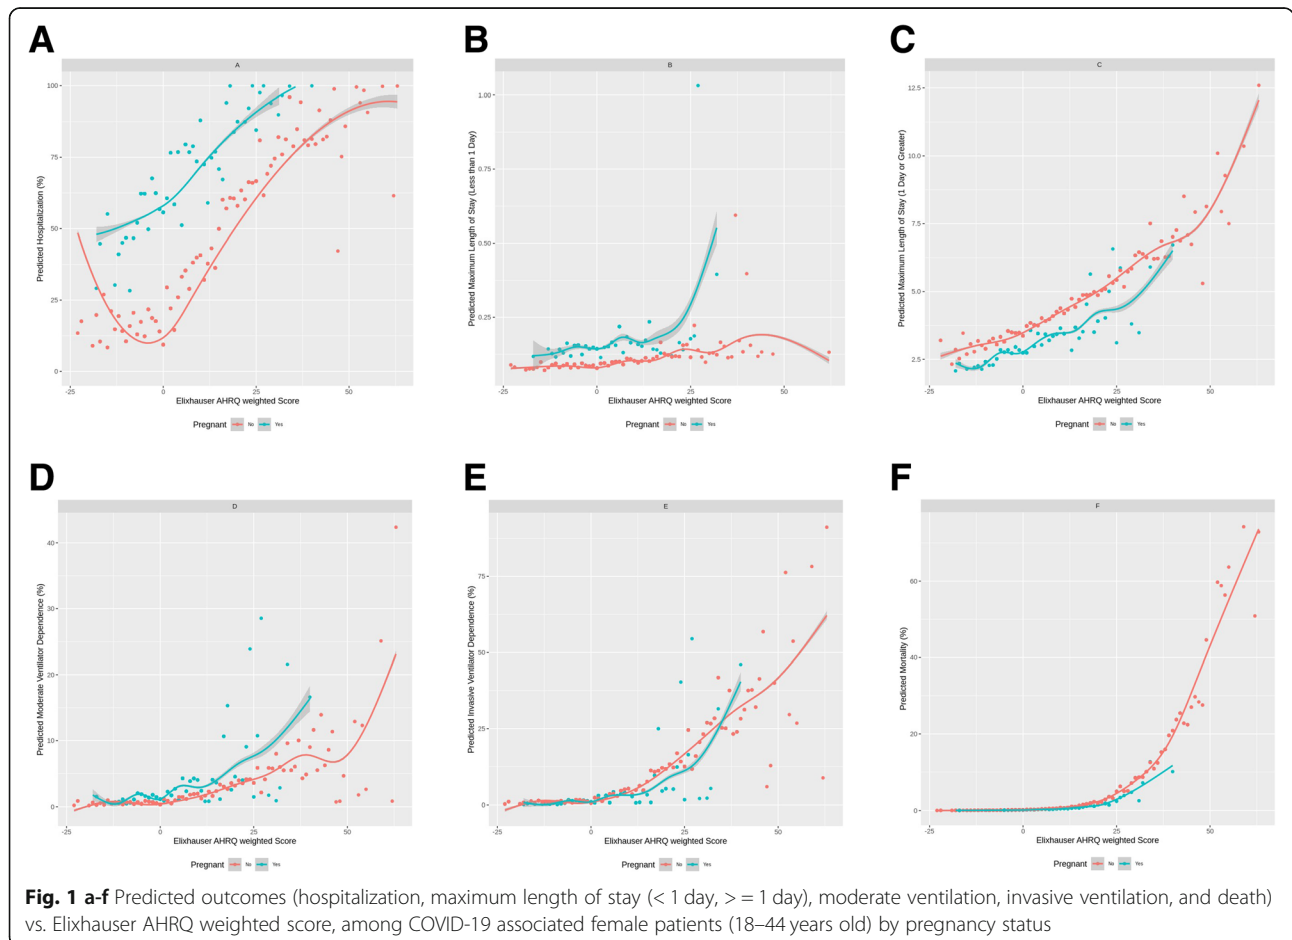 A
B
C
A
B
C
Predicted Hospitalization (%)
100
75
50
25
0
-25
0
25
50
Elixhauser AHRQ weighted Score
Pregnant No Yes
Predicted Maximum Length of Stay (Less than 1 Day)
1.00
0.75
0.50
0.25
-25
0
25
50
Elixhauser AHRQ weighted Score
Pregnant No Yes
Predicted Maximum Length of Stay (1 Day or Greater)
12.5
10.0
7.5
5.0
2.5
-25
0
25
50
Elixhauser AHRQ weighted Score
Pregnant No Yes
D
E
F
D
E
F
Predicted Moderate Ventilator Dependence (%)
40
30
20
10
0
-25
0
25
50
Elixhauser AHRQ weighted Score
Pregnant No Yes
Predicted Invasive Ventilator Dependence (%)
75
50
25
0
-25
0
25
50
Elixhauser AHRQ weighted Score
Pregnant No Yes
Predicted Mortality (%)
60
40
20
0
-25
0
25
50
Elixhauser AHRQ weighted Score
Pregnant No Yes
Fig. 1 a-f Predicted outcomes (hospitalization, maximum length of stay (< 1 day, > = 1 day), moderate ventilation, invasive ventilation, and death)
vs. Elixhauser AHRQ weighted score, among COVID-19 associated female patients (18–44 years old) by pregnancy status